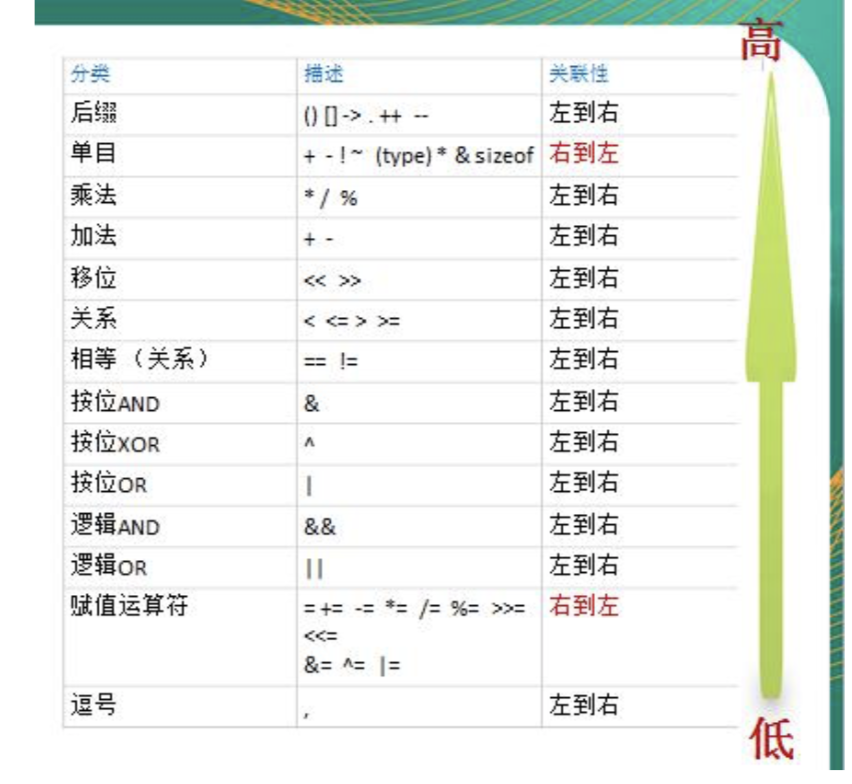 高
分类 描述 关联性
后缀 () [] -> . ++ -- 左到右
单目 + - ! ~ (type) * & sizeof 右到左
乘法 * / % 左到右
加法 + - 左到右
移位 << >> 左到右
关系 < <= > >= 左到右
相等 （关系） == != 左到右
按位AND & 左到右
按位XOR ^ 左到右
按位OR | 左到右
逻辑AND && 左到右
逻辑OR || 左到右
赋值运算符 = += -= *= /= %= >>= 右到左
<<=
&= ^= |=
逗号 , 左到右
低